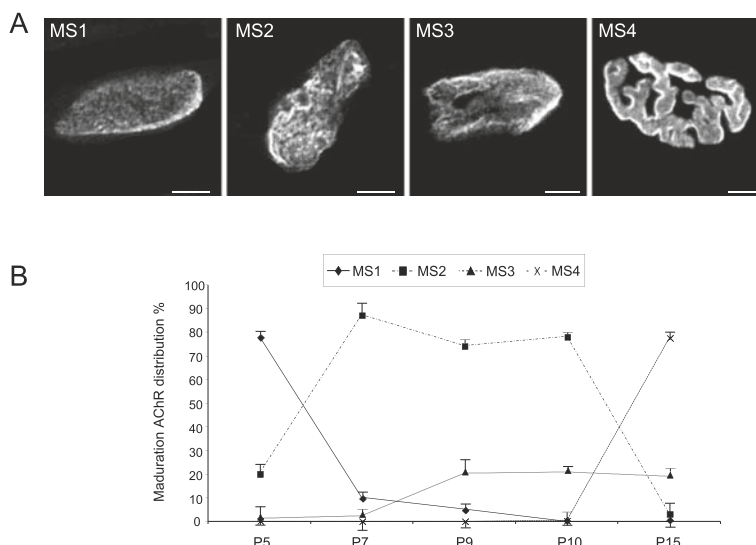 A
MS1 MS2 MS3 MS4
B
MS1 MS2 MS3 MS4
Maduration AChR distribution %
100
90
80
70
60
50
40
30
20
10
0
P5 P7 P9 P10 P15